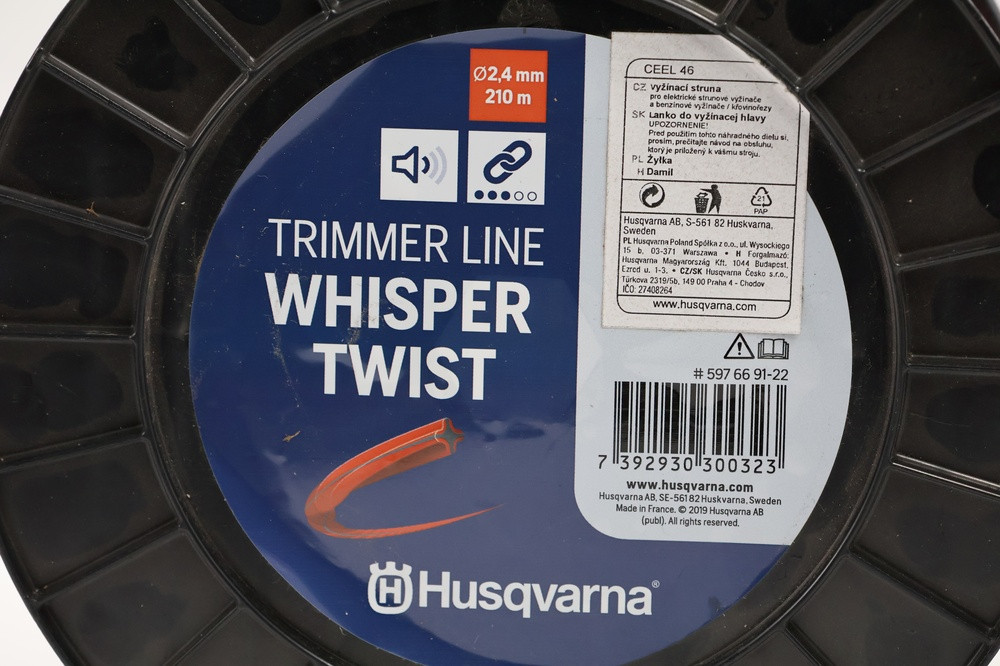 Ø2,4 mm
210 m
TRIMMER LINE
WHISPER
TWIST
Husqvarna®
CEEL 46
CZ vyžínací struna
pro elektrické strunové vyžínače
a benzínové vyžínače / křovinořezy
SK Lanko do vyžínacej hlavy
UPOZORNENIE!
Pred použitím tohto náhradného dielu si,
prosím, prečítajte návod na obsluhu,
ktorý je priložený k vášmu stroju.
PL Żyłka
H Damil
21
PAP
Husqvarna AB, S-561 82 Huskvarna,
Sweden
PL Husqvarna Poland Spółka z o.o., ul. Wysockiego
15 b, 03-371 Warszawa • H Forgalmazó:
Husqvarna Magyarország Kft. 1044 Budapest,
Ezred u. 1-3. • CZ/SK Husqvarna Česko s.r.o.,
Türkova 2319/5b, 149 00 Praha 4 - Chodov
IČO: 27408264
www.husqvarna.com
# 597 66 91-22
7 392930 300323
www.husqvarna.com
Husqvarna AB, SE-561 82 Huskvarna, Sweden
Made in France. © 2019 Husqvarna AB
(publ). All rights reserved.